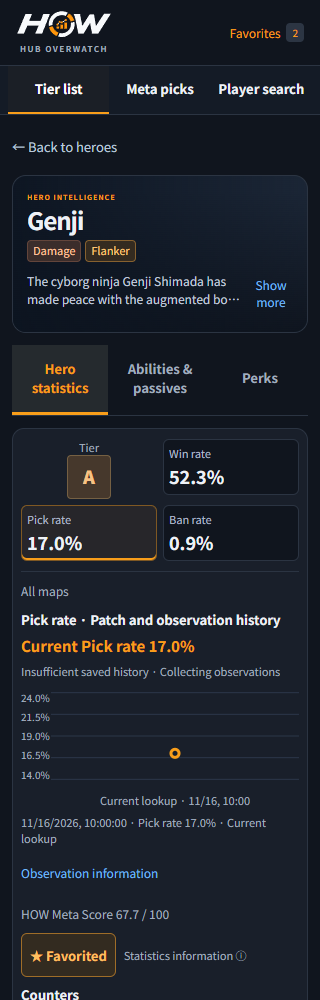 HOW
HUB OVERWATCH
Favorites 2
Tier list Meta picks Player search
← Back to heroes
HERO INTELLIGENCE
Genji
Damage Flanker
The cyborg ninja Genji Shimada has
made peace with the augmented bo…
Show
more
Hero
statistics
Abilities &
passives
Perks
Tier
A
Win rate
52.3%
Pick rate
17.0%
Ban rate
0.9%
All maps
Pick rate · Patch and observation history
Current Pick rate 17.0%
Insufficient saved history · Collecting observations
24.0%
21.5%
19.0%
16.5%
14.0%
Current lookup · 11/16, 10:00
11/16/2026, 10:00:00 · Pick rate 17.0% · Current
lookup
Observation information
HOW Meta Score 67.7 / 100
★ Favorited Statistics information ⓘ
Counters